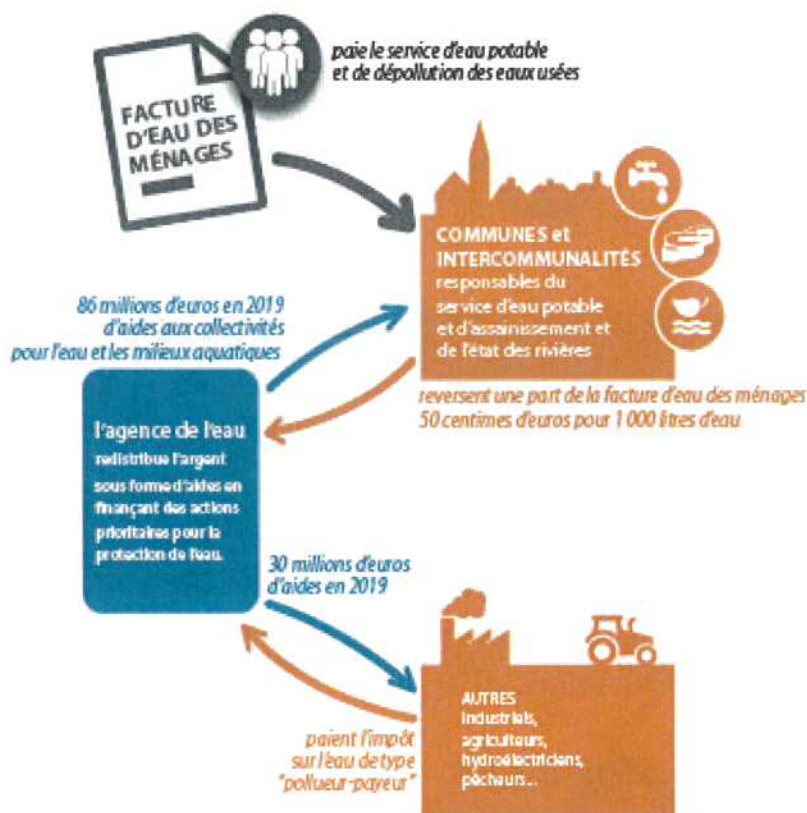 paie le service d'eau potable
et de dépollution des eaux usées
FACTURE
D'EAU DES
MÉNAGES
COMMUNES et
INTERCOMMUNALITÉS
responsables du
service d'eau potable
et d'assainissement et
de l'état des rivières
86 millions d'euros en 2019
d'aides aux collectivités
pour l'eau et les milieux aquatiques
reversent une part de la facture d'eau des ménages
50 centimes d'euros pour 1 000 litres d'eau
l'agence de l'eau
redistribue l'argent
sous forme d'aides en
finançant des actions
prioritaires pour la
protection de l'eau.
30 millions d'euros
d'aides en 2019
paient l'impôt
sur l'eau de type
"pollueur-payeur"
AUTRES
industriels,
agriculteurs,
hydroélectriciens,
pêcheurs...